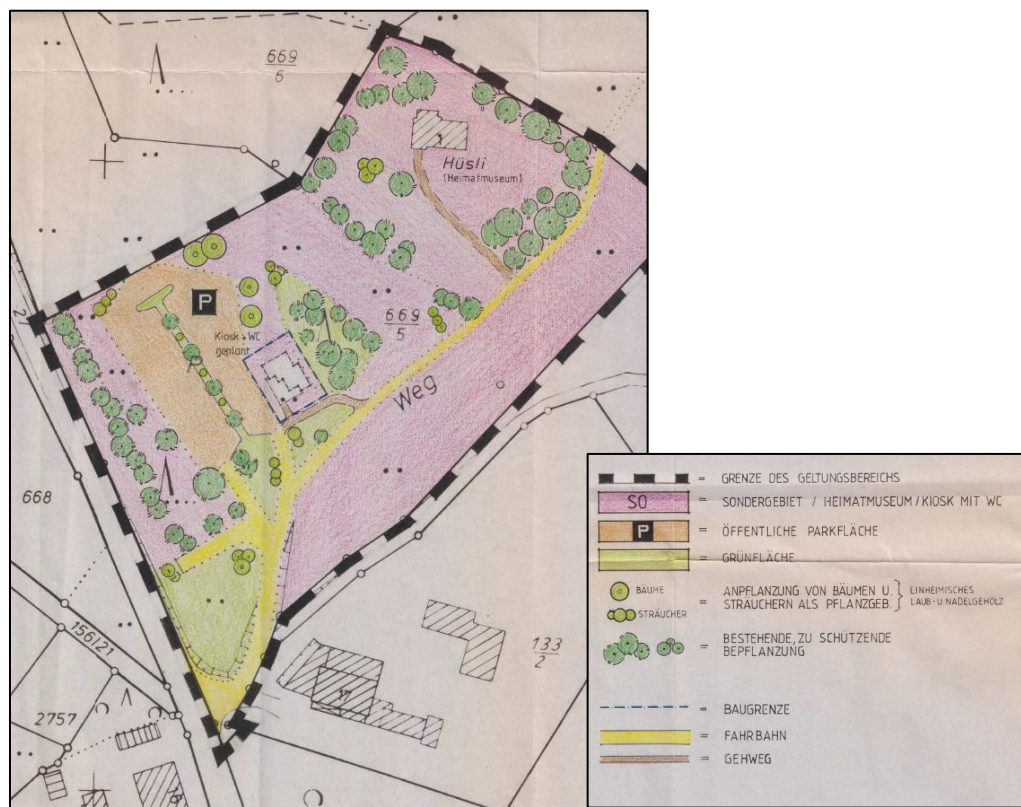 669
6
Hüsli
(Heimatmuseum)
P
Kiosk + WC
geplant
669
5
Weg
668
156/21
2757
133
2
17
GRENZE DES GELTUNGSBEREICHS
SO = SONDERGEBIET / HEIMATMUSEUM / KIOSK MIT WC
P = ÖFFENTLICHE PARKFLÄCHE
= GRÜNFLÄCHE
BÄUME
STRÄUCHER
= ANPFLANZUNG VON BÄUMEN U.
STRAUCHERN ALS PFLANZGEB.
EINHEIMISCHES
LAUB- U. NADELGEHÖLZ
= BESTEHENDE, ZU SCHÜTZENDE
BEPFLANZUNG
= BAUGRENZE
= FAHRBAHN
= GEHWEG